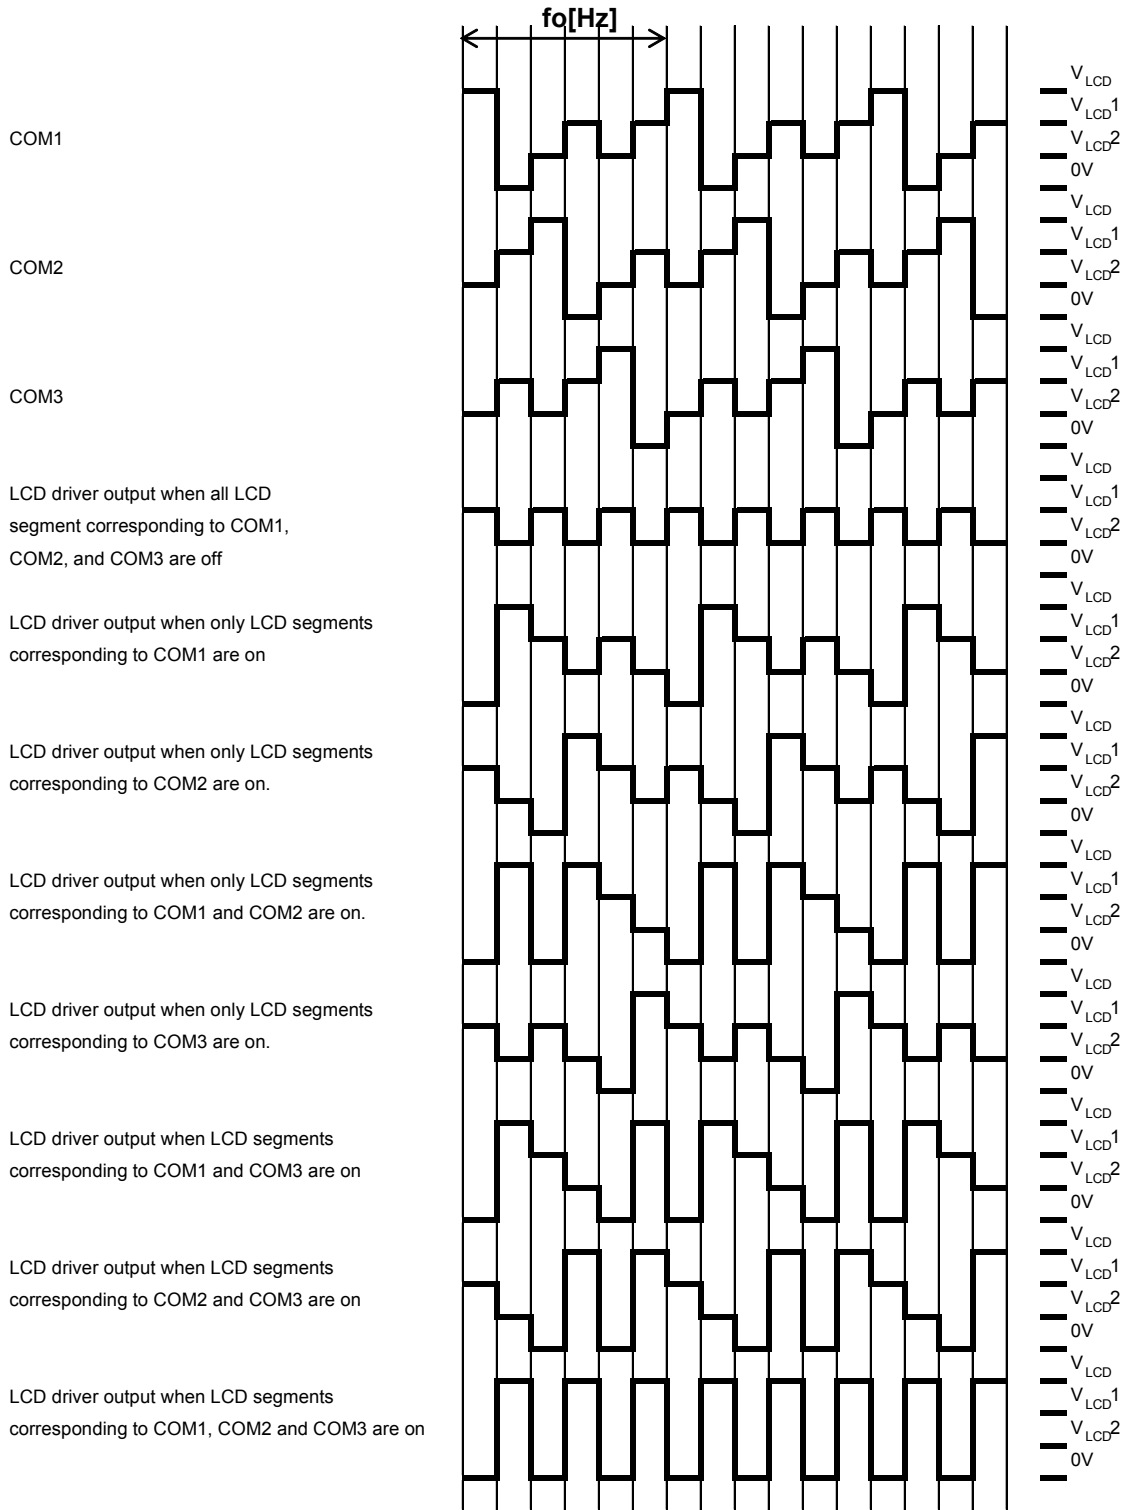 fo[Hz]
VLCD
VLCD1
COM1
VLCD2
0V
VLCD
VLCD1
COM2
VLCD2
0V
VLCD
VLCD1
COM3
VLCD2
0V
VLCD
LCD driver output when all LCD
VLCD1
segment corresponding to COM1,
VLCD2
COM2, and COM3 are off
0V
VLCD
LCD driver output when only LCD segments
VLCD1
corresponding to COM1 are on
VLCD2
0V
VLCD
LCD driver output when only LCD segments
VLCD1
corresponding to COM2 are on.
VLCD2
0V
VLCD
LCD driver output when only LCD segments
VLCD1
corresponding to COM1 and COM2 are on.
VLCD2
0V
VLCD
LCD driver output when only LCD segments
VLCD1
corresponding to COM3 are on.
VLCD2
0V
VLCD
LCD driver output when LCD segments
VLCD1
corresponding to COM1 and COM3 are on
VLCD2
0V
VLCD
LCD driver output when LCD segments
VLCD1
corresponding to COM2 and COM3 are on
VLCD2
0V
VLCD
LCD driver output when LCD segments
VLCD1
corresponding to COM1, COM2 and COM3 are on
VLCD2
0V